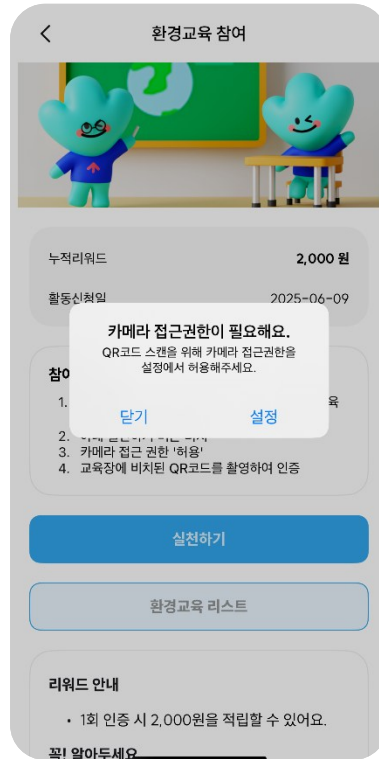 환경교육 참여
누적리워드 2,000 원
활동신청일 2025-06-09
카메라 접근권한이 필요해요.
QR코드 스캔을 위해 카메라 접근권한을
설정에서 허용해주세요.
닫기 설정
참여
1. 육
2.
3. 카메라 접근 권한 '허용'
4. 교육장에 비치된 QR코드를 촬영하여 인증
실천하기
환경교육 리스트
리워드 안내
• 1회 인증 시 2,000원을 적립할 수 있어요.
꼭! 알아두세요